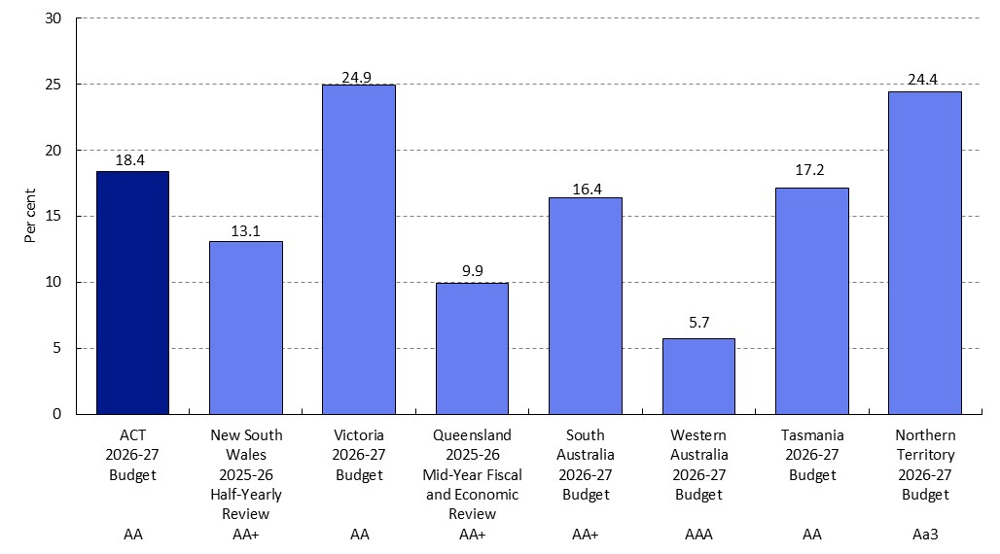 30
25
20
15
10
5
0
Per cent
18.4
13.1
24.9
9.9
16.4
5.7
17.2
24.4
ACT
2026-27
Budget
AA
New South
Wales
2025-26
Half-Yearly
Review
AA+
Victoria
2026-27
Budget
AA
Queensland
2025-26
Mid-Year Fiscal
and Economic
Review
AA+
South
Australia
2026-27
Budget
AA+
Western
Australia
2026-27
Budget
AAA
Tasmania
2026-27
Budget
AA
Northern
Territory
2026-27
Budget
Aa3